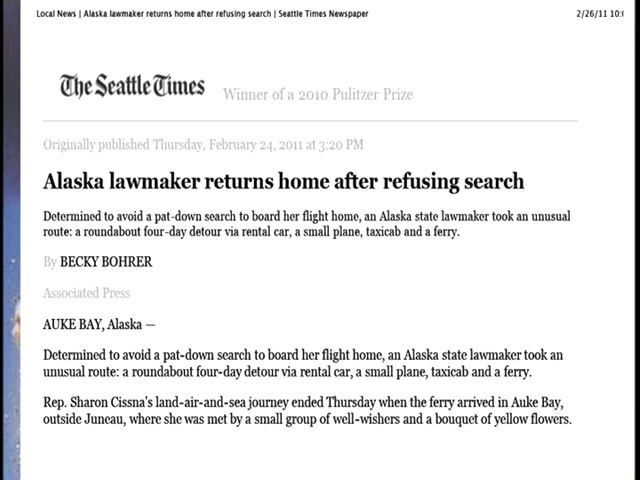 Local News | Alaska lawmaker returns home after refusing search | Seattle Times Newspaper
2/26/11 10:
The Seattle Times
Winner of a 2010 Pulitzer Prize
Originally published Thursday, February 24, 2011 at 3:20 PM
Alaska lawmaker returns home after refusing search
Determined to avoid a pat-down search to board her flight home, an Alaska state lawmaker took an unusual
route: a roundabout four-day detour via rental car, a small plane, taxicab and a ferry.
By BECKY BOHRER
Associated Press
AUKE BAY, Alaska —
Determined to avoid a pat-down search to board her flight home, an Alaska state lawmaker took an
unusual route: a roundabout four-day detour via rental car, a small plane, taxicab and a ferry.
Rep. Sharon Cissna's land-air-and-sea journey ended Thursday when the ferry arrived in Auke Bay,
outside Juneau, where she was met by a small group of well-wishers and a bouquet of yellow flowers.